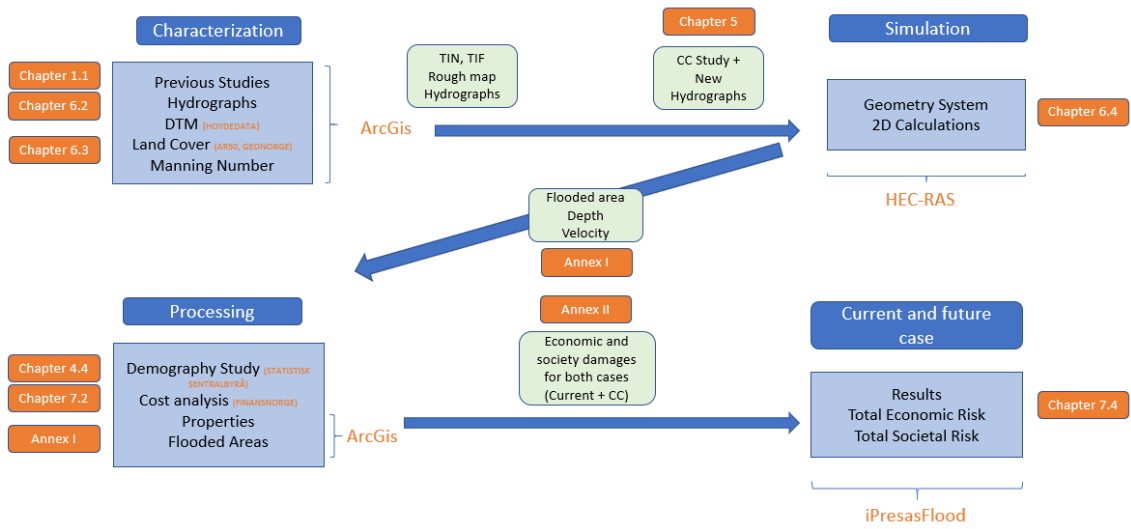 Characterization
Chapter 1.1
Chapter 6.2
Chapter 6.3
Previous Studies
Hydrographs
DTM (HOYDEDATA)
Land Cover (AR50, GEONORGE)
Manning Number
ArcGis
TIN, TIF
Rough map
Hydrographs
Chapter 5
CC Study +
New
Hydrographs
Simulation
Geometry System
2D Calculations
Chapter 6.4
HEC-RAS
Flooded area
Depth
Velocity
Annex I
Processing
Chapter 4.4
Chapter 7.2
Annex I
Demography Study (STATISTISK
SENTRALBYRÅ)
Cost analysis (FINANSNORGE)
Properties
Flooded Areas
ArcGis
Annex II
Economic and
society damages
for both cases
(Current + CC)
Current and future
case
Results
Total Economic Risk
Total Societal Risk
Chapter 7.4
iPresasFlood